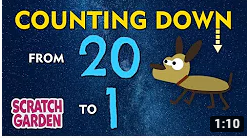 COUNTING DOWN
FROM 20
TO 1
SCRATCH
GARDEN
1:10